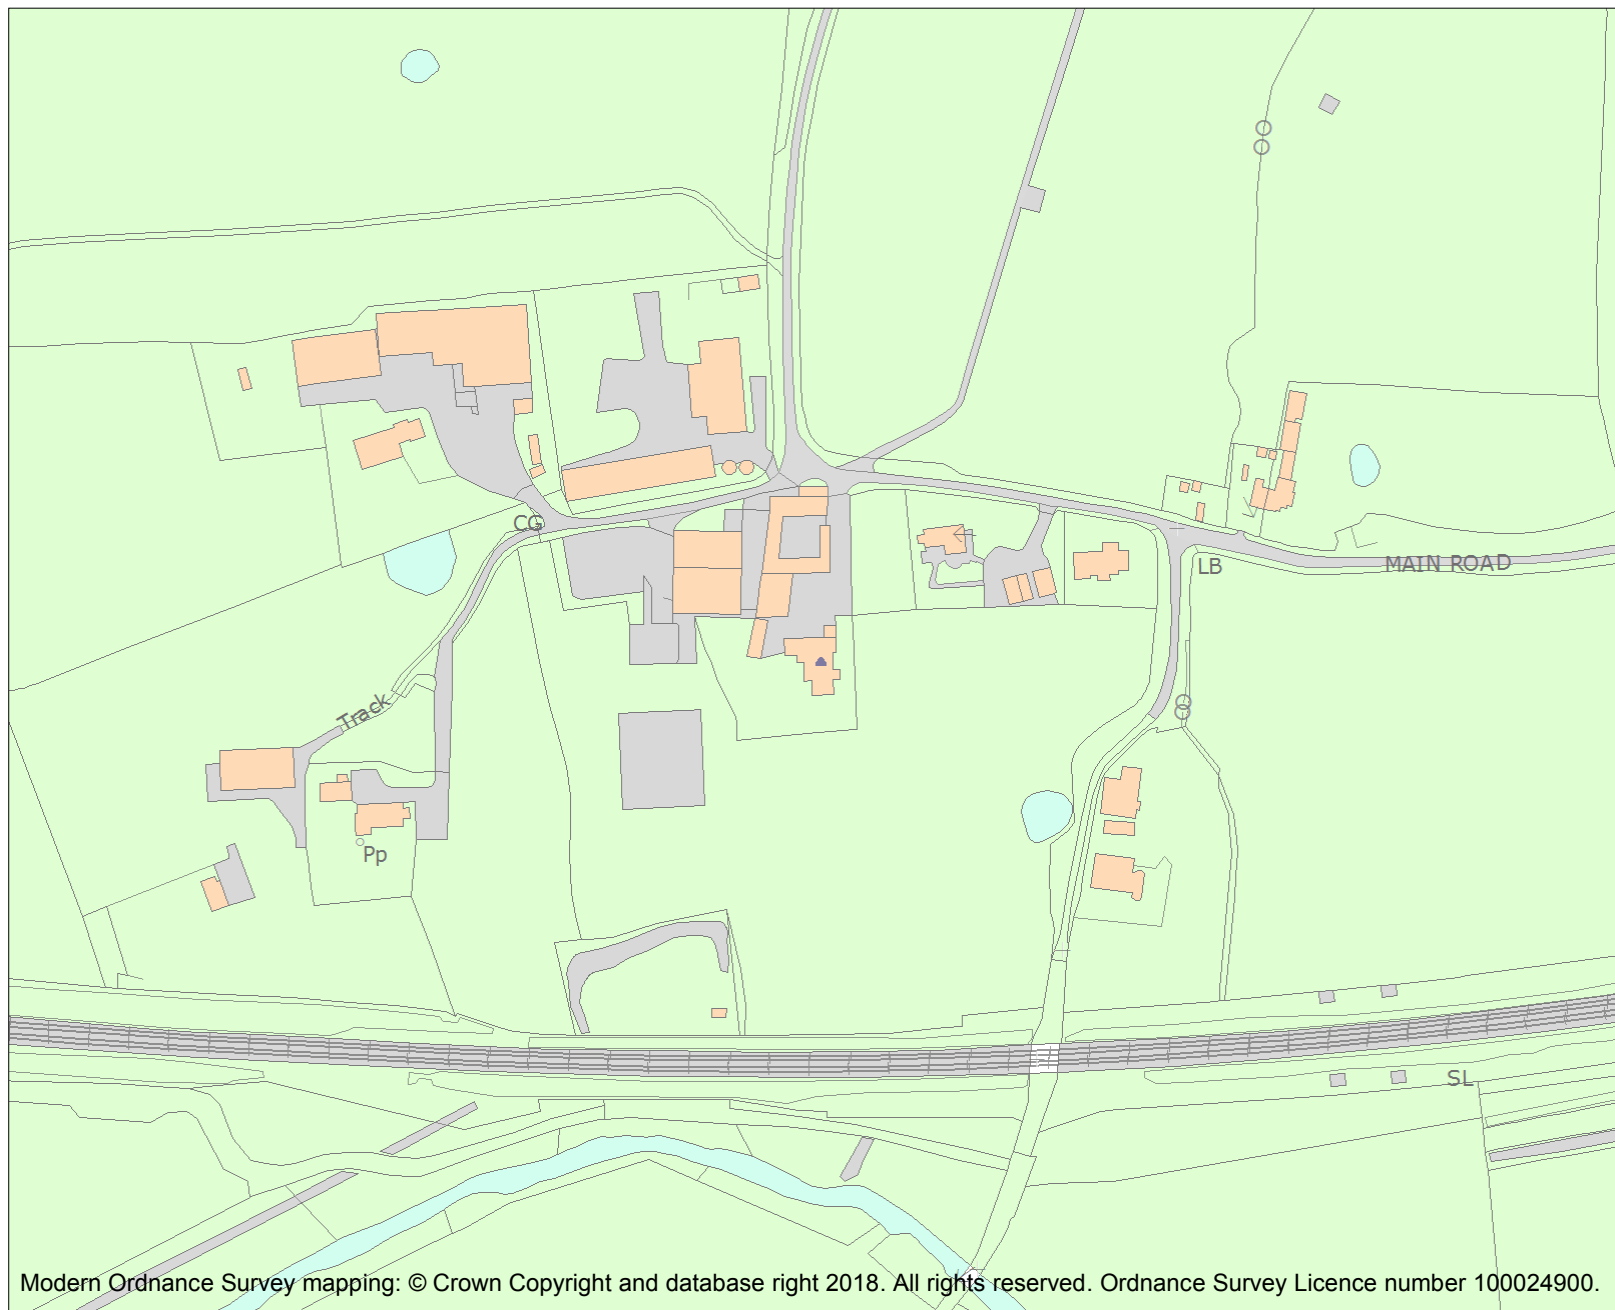 CG
LB
MAIN ROAD
Track
Pp
SL
Modern Ordnance Survey mapping: © Crown Copyright and database right 2018. All rights reserved. Ordnance Survey Licence number 100024900.